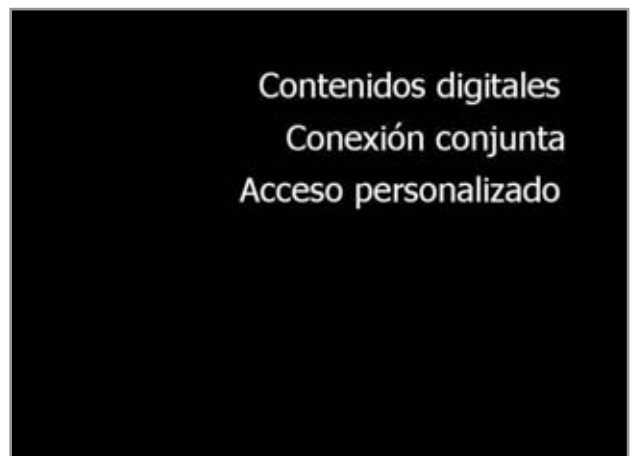 Contenidos digitales
Conexión conjunta
Acceso personalizado